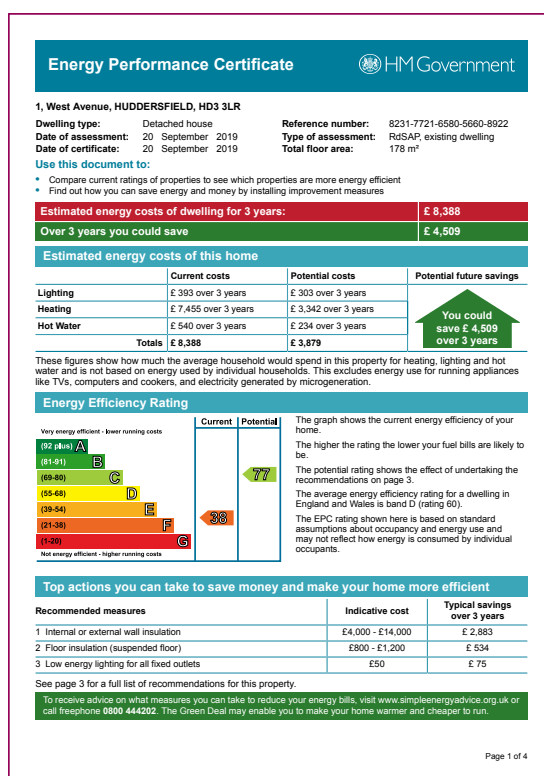 Energy Performance Certificate
HM Government
1, West Avenue, HUDDERSFIELD, HD3 3LR
Dwelling type: Detached house
Reference number: 8231-7721-6580-5660-8922
Date of assessment: 20 September 2019
Type of assessment: RdSAP, existing dwelling
Date of certificate: 20 September 2019
Total floor area: 178 m²
Use this document to:
• Compare current ratings of properties to see which properties are more energy efficient
• Find out how you can save energy and money by installing improvement measures
Estimated energy costs of dwelling for 3 years: £ 8,388
Over 3 years you could save £ 4,509
Estimated energy costs of this home
Current costs Potential costs Potential future savings
Lighting £ 393 over 3 years £ 303 over 3 years
Heating £ 7,455 over 3 years £ 3,342 over 3 years
Hot Water £ 540 over 3 years £ 234 over 3 years
Totals £ 8,388 £ 3,879
You could
save £ 4,509
over 3 years
These figures show how much the average household would spend in this property for heating, lighting and hot
water and is not based on energy used by individual households. This excludes energy use for running appliances
like TVs, computers and cookers, and electricity generated by microgeneration.
Energy Efficiency Rating
Current Potential
Very energy efficient - lower running costs
(92 plus) A
(81-91) B
(69-80) C
(55-68) D
(39-54) E
(21-38) F
(1-20) G
Not energy efficient - higher running costs
38
77
The graph shows the current energy efficiency of your
home.
The higher the rating the lower your fuel bills are likely to
be.
The potential rating shows the effect of undertaking the
recommendations on page 3.
The average energy efficiency rating for a dwelling in
England and Wales is band D (rating 60).
The EPC rating shown here is based on standard
assumptions about occupancy and energy use and
may not reflect how energy is consumed by individual
occupants.
Top actions you can take to save money and make your home more efficient
Recommended measures Indicative cost Typical savings
over 3 years
1 Internal or external wall insulation £4,000 - £14,000 £ 2,883
2 Floor insulation (suspended floor) £800 - £1,200 £ 534
3 Low energy lighting for all fixed outlets £50 £ 75
See page 3 for a full list of recommendations for this property.
To receive advice on what measures you can take to reduce your energy bills, visit www.simpleenergyadvice.org.uk or
call freephone 0800 444202. The Green Deal may enable you to make your home warmer and cheaper to run.
Page 1 of 4